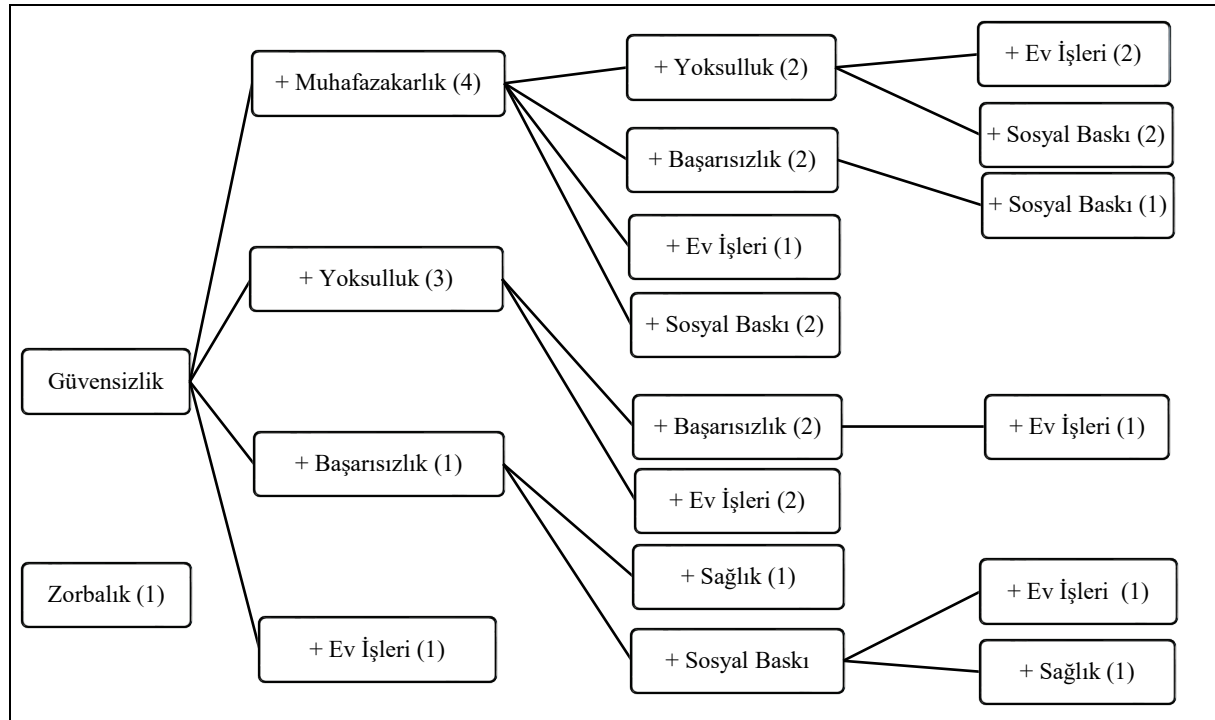 + Muhafazakarlık (4)
+ Yoksulluk (2)
+ Ev İşleri (2)
+ Sosyal Baskı (2)
+ Başarısızlık (2)
+ Sosyal Baskı (1)
+ Ev İşleri (1)
+ Sosyal Baskı (2)
Güvensizlik
+ Yoksulluk (3)
+ Başarısızlık (2)
+ Ev İşleri (1)
+ Ev İşleri (2)
+ Başarısızlık (1)
+ Sağlık (1)
+ Sosyal Baskı
+ Ev İşleri (1)
+ Sağlık (1)
+ Ev İşleri (1)
Zorbalık (1)